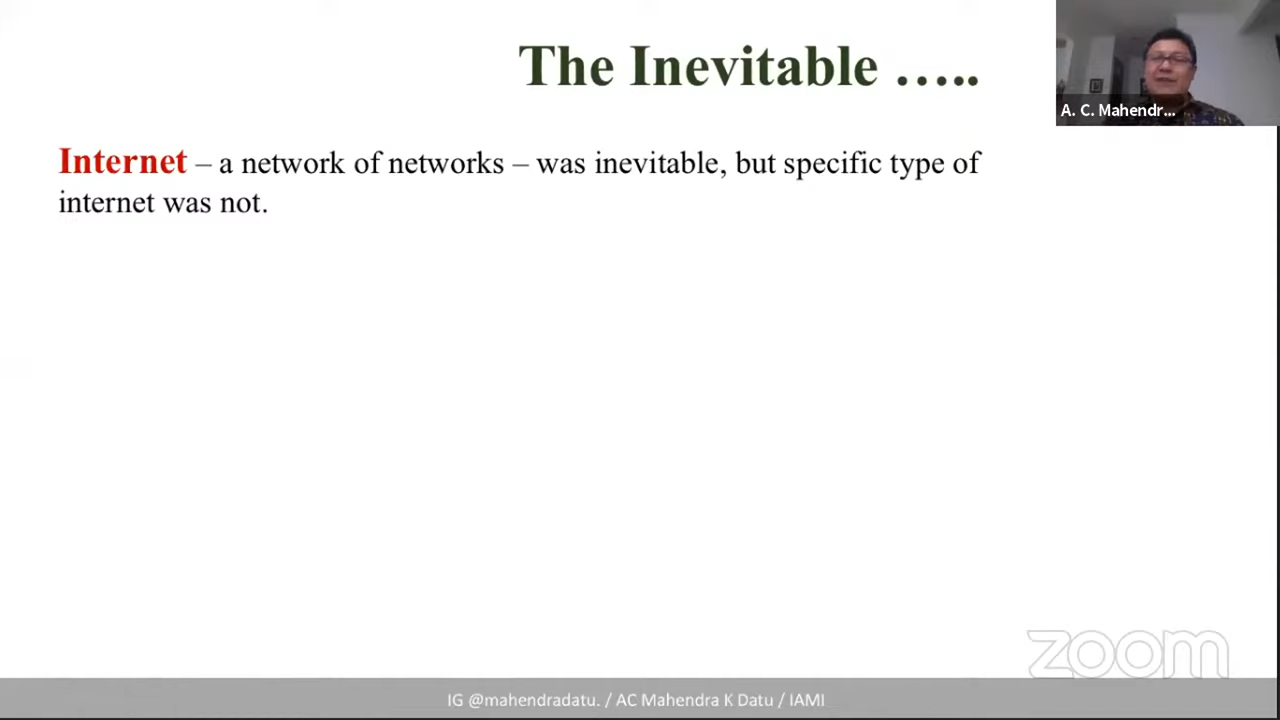 The Inevitable …..
A. C. Mahendr...
Internet – a network of networks – was inevitable, but specific type of
internet was not.
zoom
IG @mahendradatu. / AC Mahendra K Datu / IAMI